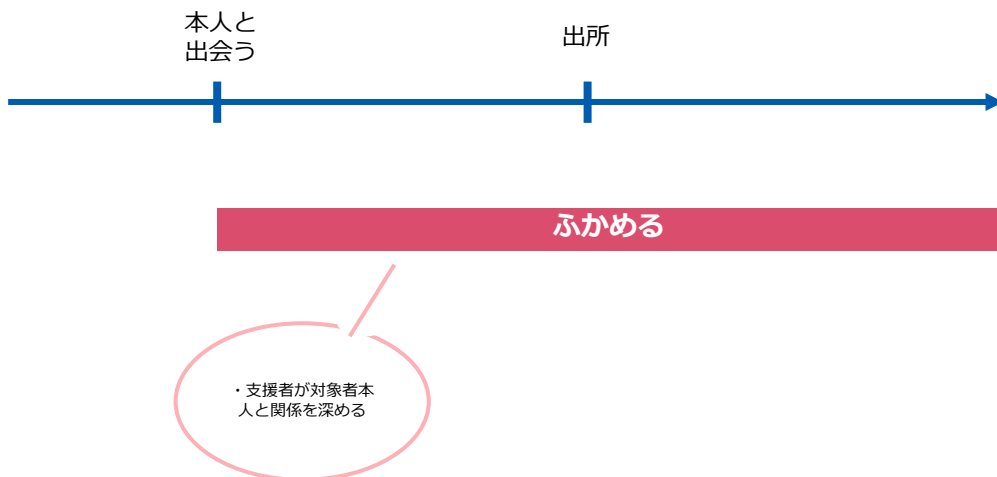 本人と
出会う
出所
ふかめる
・支援者が対象者本
人と関係を深める